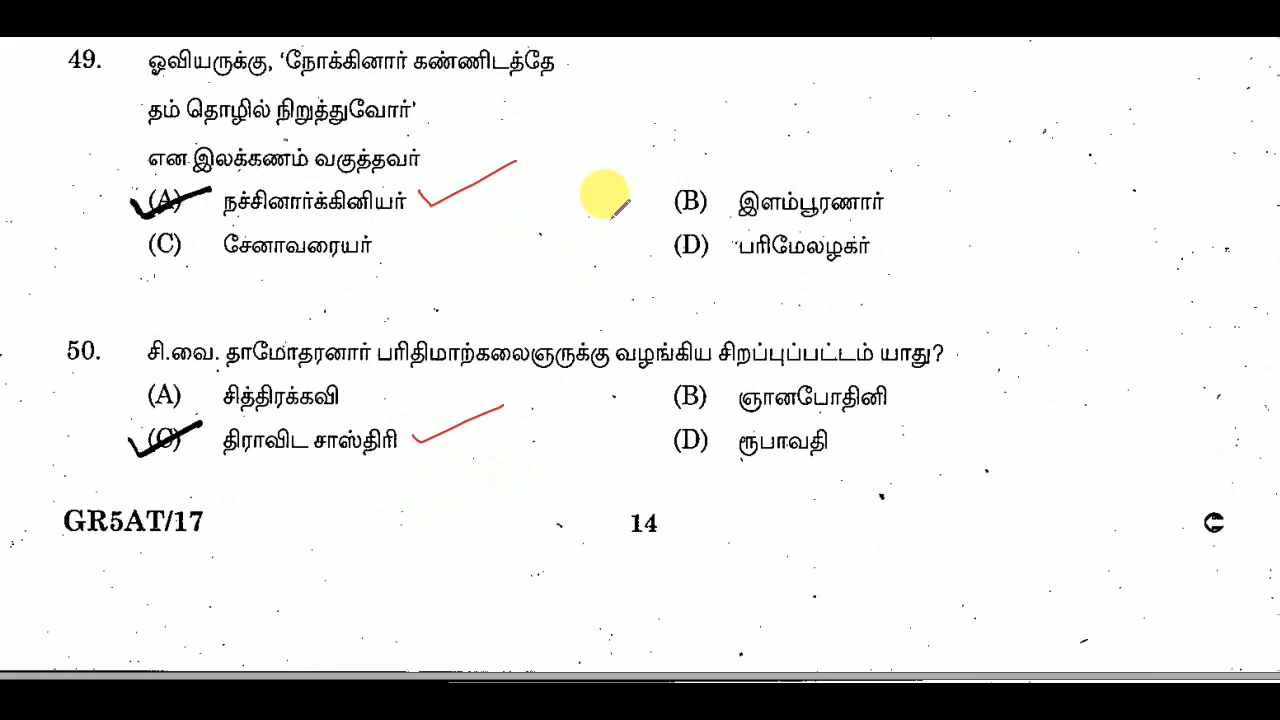 49. ஓவியருக்கு, 'நோக்கினார் கண்ணிடத்தே
தம் தொழில் நிறுத்துவோர்'
என இலக்கணம் வகுத்தவர்
(A) நச்சினார்க்கினியர் (B) இளம்பூரணார்
(C) சேனாவரையர் (D) பரிமேலழகர்
50. சி.வை. தாமோதரனார் பரிதிமாற்கலைஞருக்கு வழங்கிய சிறப்புப்பட்டம் யாது?
(A) சித்திரக்கவி (B) ஞானபோதினி
(C) திராவிட சாஸ்திரி (D) ரூபாவதி
GR5AT/17 14 C